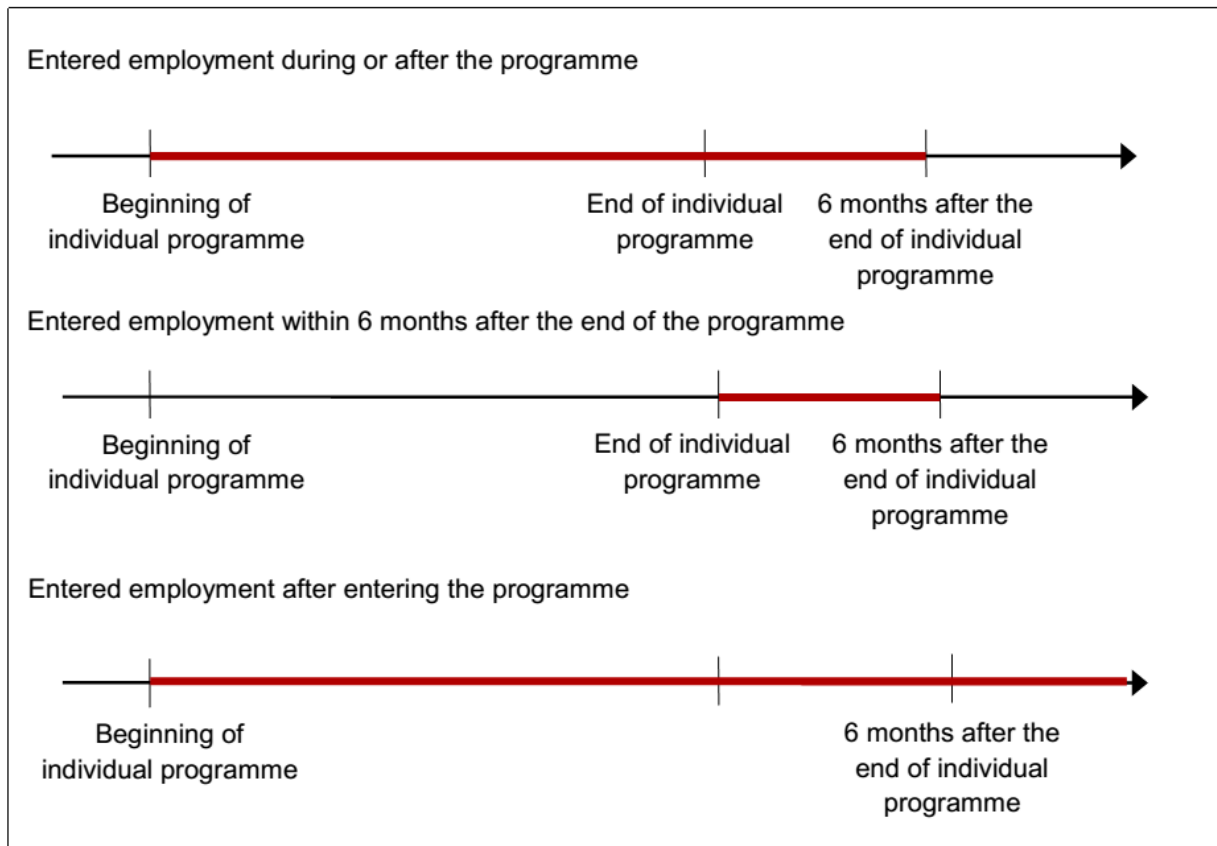 Entered employment during or after the programme
Beginning of
individual programme
End of individual
programme
6 months after the
end of individual
programme
Entered employment within 6 months after the end of the programme
Beginning of
individual programme
End of individual
programme
6 months after the
end of individual
programme
Entered employment after entering the programme
Beginning of
individual programme
6 months after the
end of individual
programme